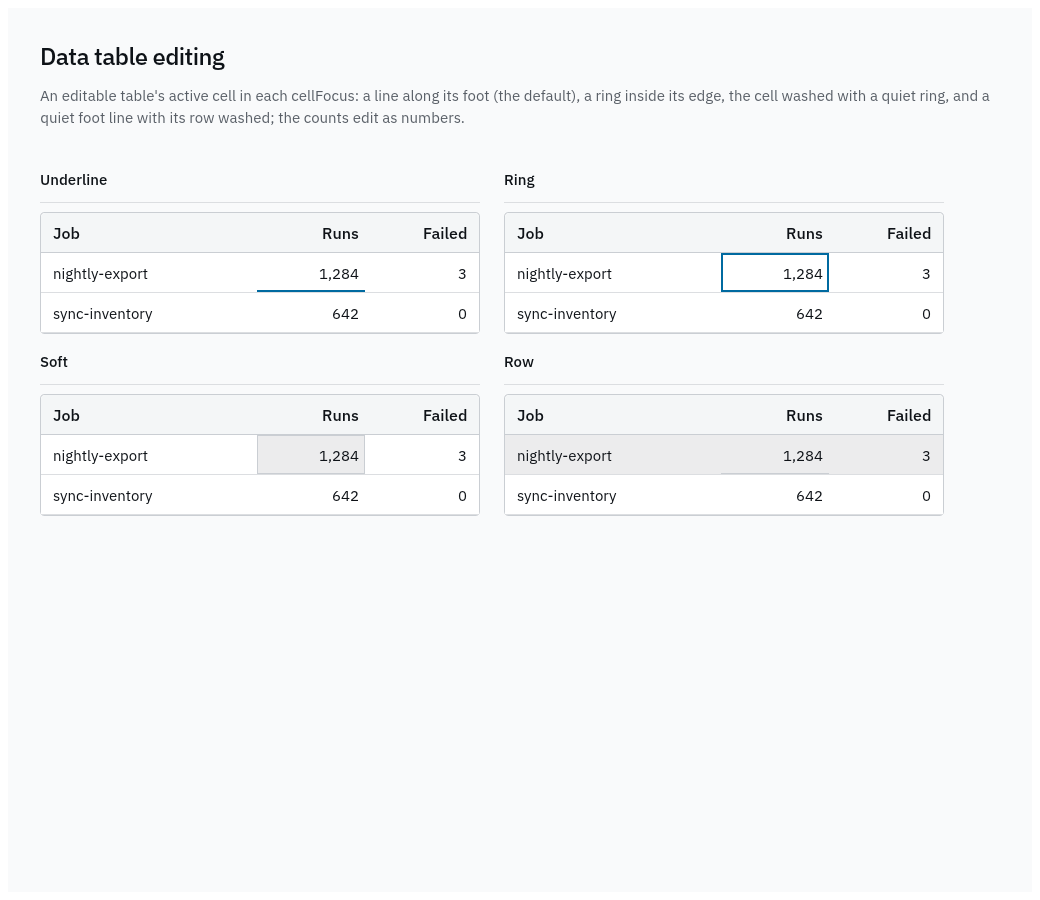 Data table editing
An editable table's active cell in each cellFocus: a line along its foot (the default), a ring inside its edge, the cell washed with a quiet ring, and a
quiet foot line with its row washed; the counts edit as numbers.
Underline
Job Runs Failed
nightly-export 1,284 3
sync-inventory 642 0
Ring
Job Runs Failed
nightly-export 1,284 3
sync-inventory 642 0
Soft
Job Runs Failed
nightly-export 1,284 3
sync-inventory 642 0
Row
Job Runs Failed
nightly-export 1,284 3
sync-inventory 642 0